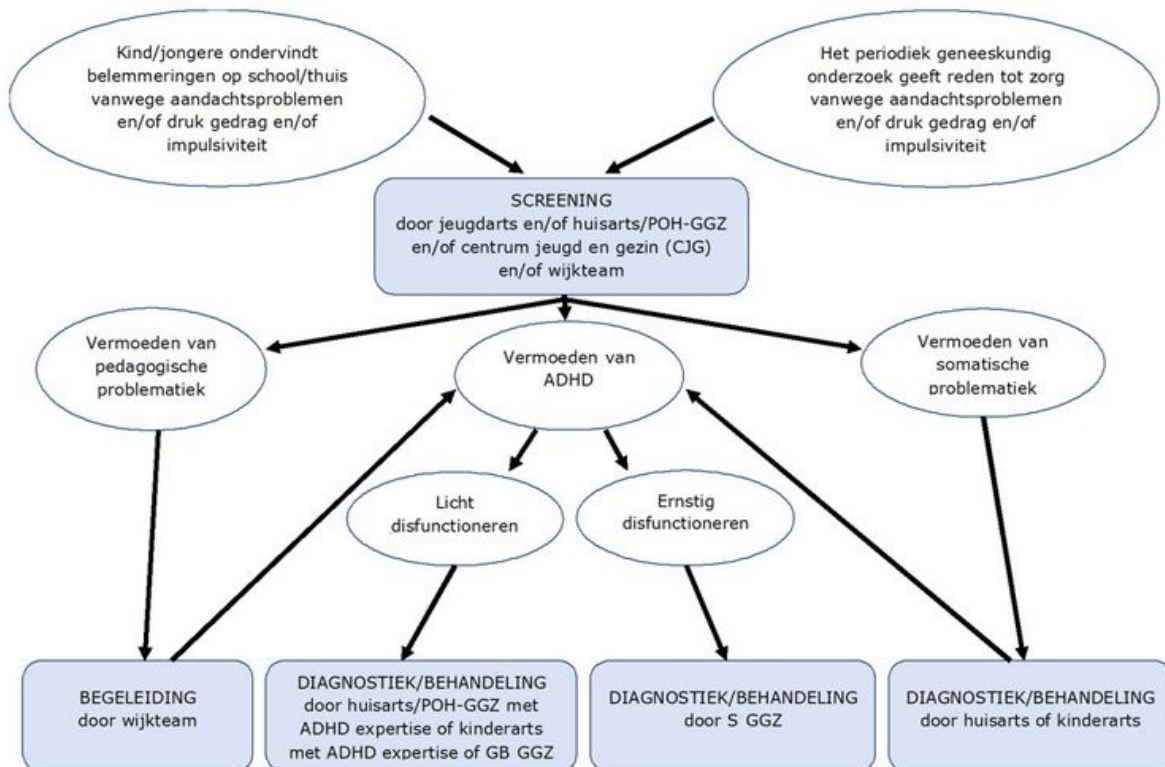 Kind/jongere ondervindt
belemmeringen op school/thuis
vanwege aandachtsproblemen
en/of druk gedrag en/of
impulsiviteit
Het periodiek geneeskundig
onderzoek geeft reden tot zorg
vanwege aandachtsproblemen
en/of druk gedrag en/of
impulsiviteit
SCREENING
door jeugdarts en/of huisarts/POH-GGZ
en/of centrum jeugd en gezin (CJG)
en/of wijkteam
Vermoeden van
pedagogische
problematiek
Vermoeden van
ADHD
Vermoeden van
somatische
problematiek
Licht
disfunctioneren
Ernstig
disfunctioneren
BEGELEIDING
door wijkteam
DIAGNOSTIEK/BEHANDELING
door huisarts/POH-GGZ met
ADHD expertise of kinderarts
met ADHD expertise of GB GGZ
DIAGNOSTIEK/BEHANDELING
door S GGZ
DIAGNOSTIEK/BEHANDELING
door huisarts of kinderarts